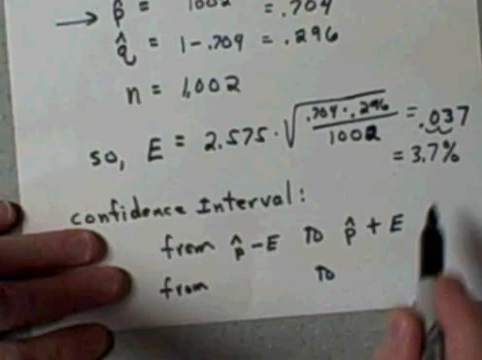 → p̂ = 1002 = .704
q̂ = 1-.704 = .296
n = 1,002
so, E = 2.575 · √(.704 · .296 / 1002) = .037
= 3.7%
Confidence Interval:
from p̂ - E to p̂ + E
from to